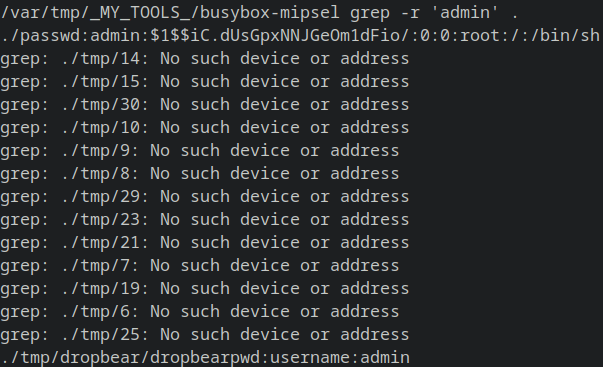 /var/tmp/_MY_TOOLS_/busybox-mipsel grep -r 'admin' .
./passwd:admin:$1$$iC.dUsGpxNNJGeOm1dFio/:0:0:root:/:/bin/sh
grep: ./tmp/14: No such device or address
grep: ./tmp/15: No such device or address
grep: ./tmp/30: No such device or address
grep: ./tmp/10: No such device or address
grep: ./tmp/9: No such device or address
grep: ./tmp/8: No such device or address
grep: ./tmp/29: No such device or address
grep: ./tmp/23: No such device or address
grep: ./tmp/21: No such device or address
grep: ./tmp/7: No such device or address
grep: ./tmp/19: No such device or address
grep: ./tmp/6: No such device or address
grep: ./tmp/25: No such device or address
./tmp/dropbear/dropbearpwd:username:admin